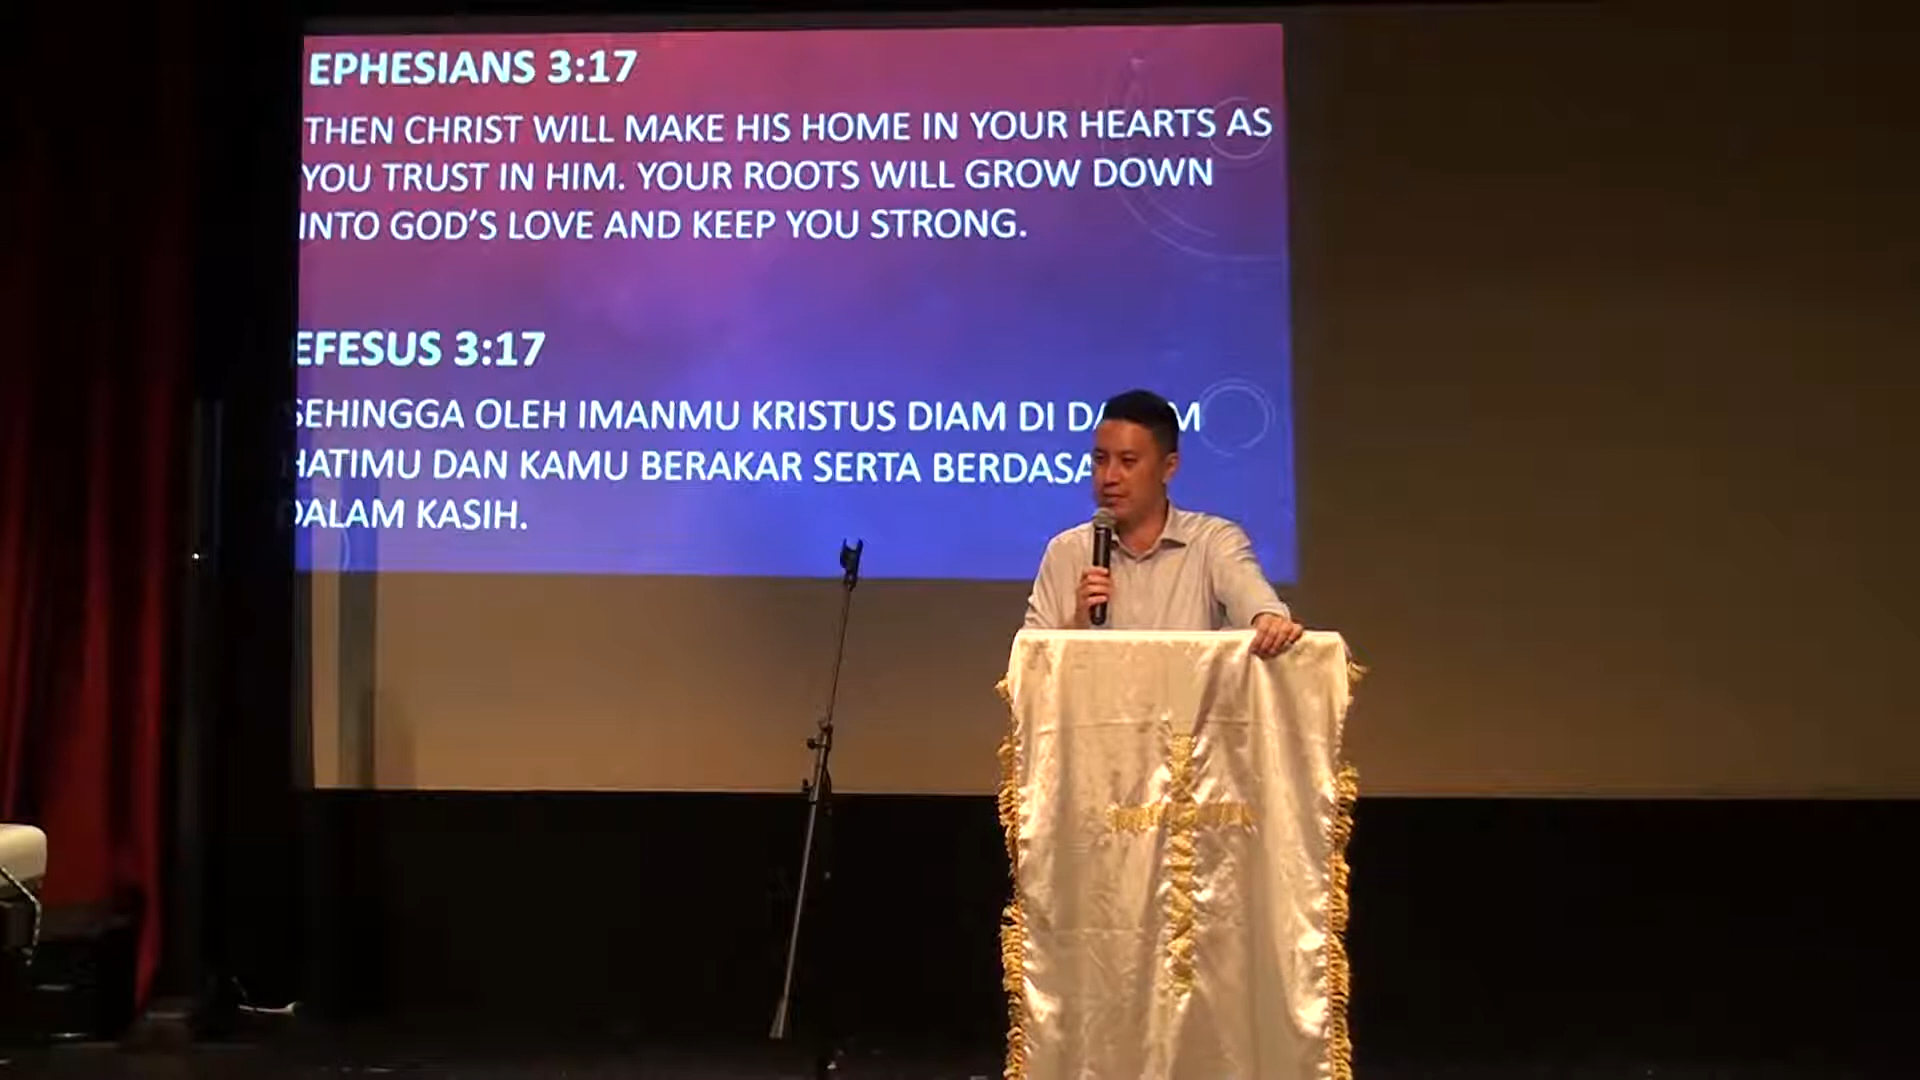 EPHESIANS 3:17
THEN CHRIST WILL MAKE HIS HOME IN YOUR HEARTS AS
YOU TRUST IN HIM. YOUR ROOTS WILL GROW DOWN
INTO GOD'S LOVE AND KEEP YOU STRONG.
EFESUS 3:17
SEHINGGA OLEH IMANMU KRISTUS DIAM DI
HATIMU DAN KAMU BERAKAR SERTA
DALAM KASIH.